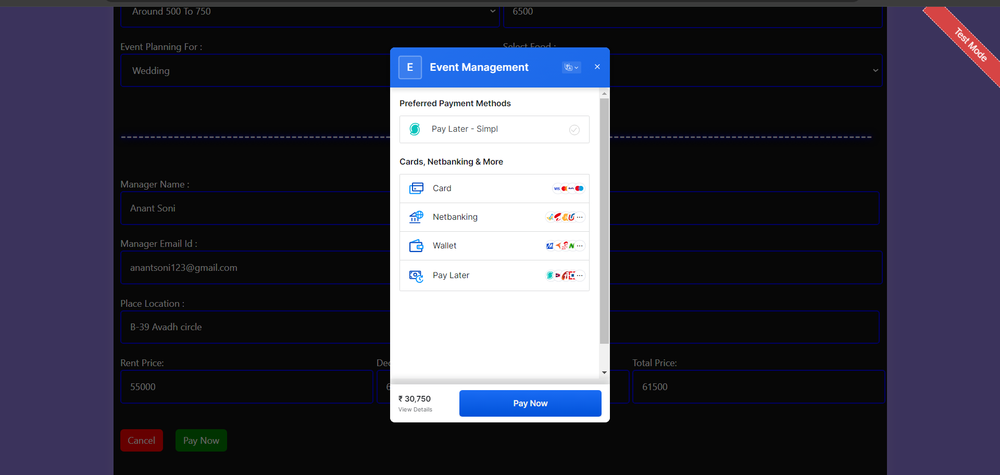 Around 500 To 750
6500
Test Mode
Event Planning For :
Select Food :
Wedding
E
Event Management
Preferred Payment Methods
Pay Later - Simpl
Cards, Netbanking & More
Card
VISA
Netbanking
Wallet
Pay Later
Manager Name :
Anant Soni
Manager Email Id :
anantsoni123@gmail.com
Place Location :
B-39 Avadh circle
Rent Price:
Dec
Total Price:
55000
6
61500
₹ 30,750
View Details
Pay Now
Cancel
Pay Now